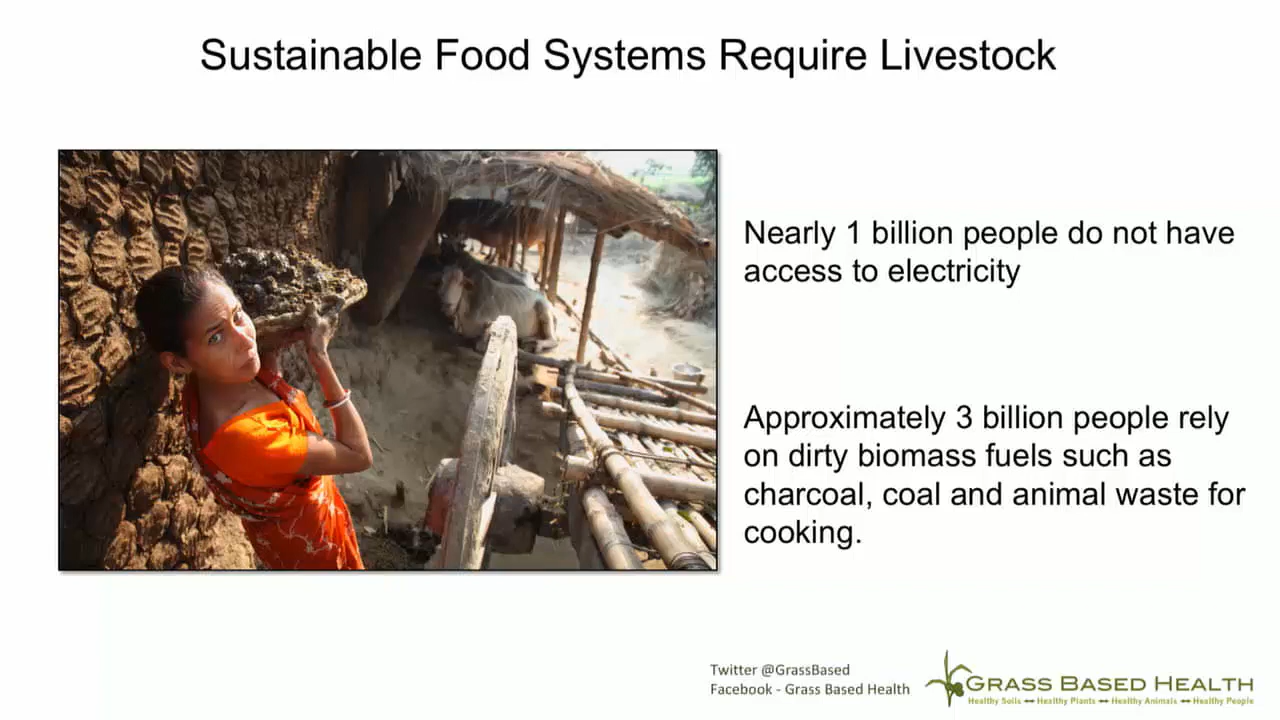 Sustainable Food Systems Require Livestock
Nearly 1 billion people do not have
access to electricity
Approximately 3 billion people rely
on dirty biomass fuels such as
charcoal, coal and animal waste for
cooking.
Twitter @GrassBased
Facebook - Grass Based Health
GRASS BASED HEALTH
Healthy Soils ↔ Healthy Plants ↔ Healthy Animals ↔ Healthy People